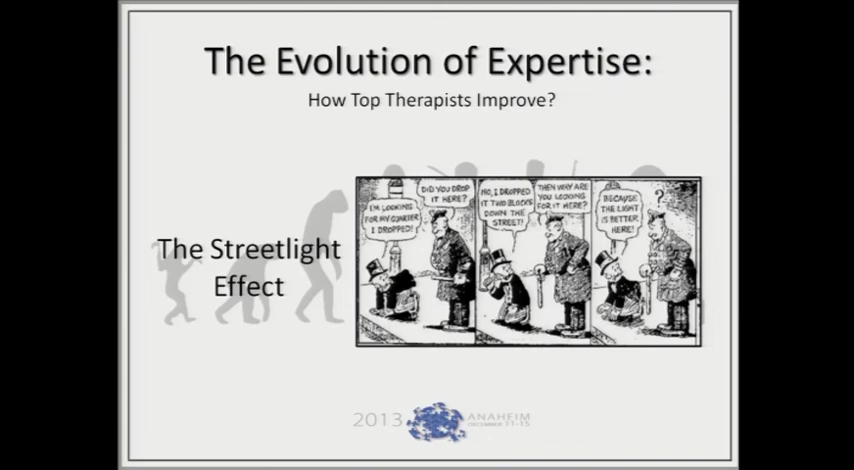 The Evolution of Expertise:
How Top Therapists Improve?
The Streetlight
Effect
I'M LOOKING
FOR MY QUARTER
I DROPPED!
DID YOU DROP
IT HERE?
NO, I DROPPED
IT TWO BLOCKS
DOWN THE
STREET!
THEN WHY ARE
YOU LOOKING
FOR IT HERE?
BECAUSE
THE LIGHT
IS BETTER
HERE!
?
2013
ANAHEIM
DECEMBER 11-15